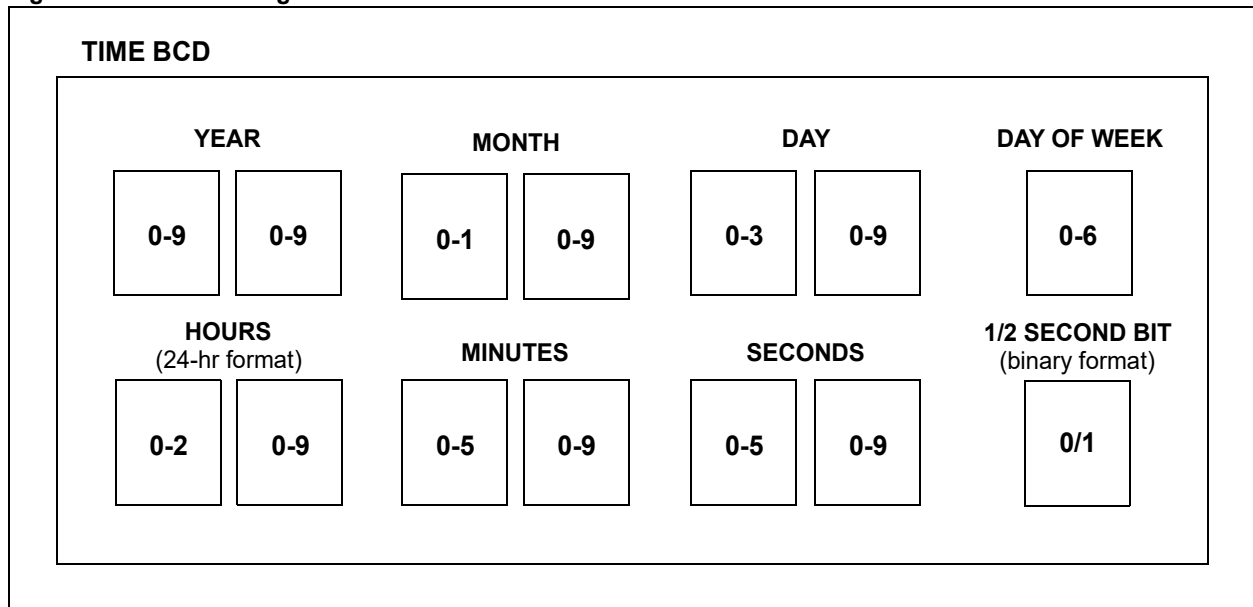 TIME BCD
YEAR MONTH DAY DAY OF WEEK
0-9 0-9 0-1 0-9 0-3 0-9 0-6
HOURS MINUTES SECONDS 1/2 SECOND BIT
(24-hr format) (binary format)
0-2 0-9 0-5 0-9 0-5 0-9 0/1